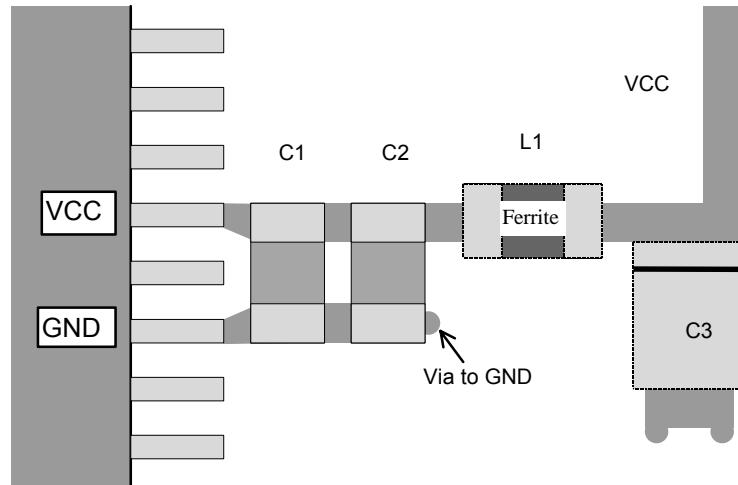 VCC
L1
C1
C2
VCC
Ferrite
GND
C3
Via to GND